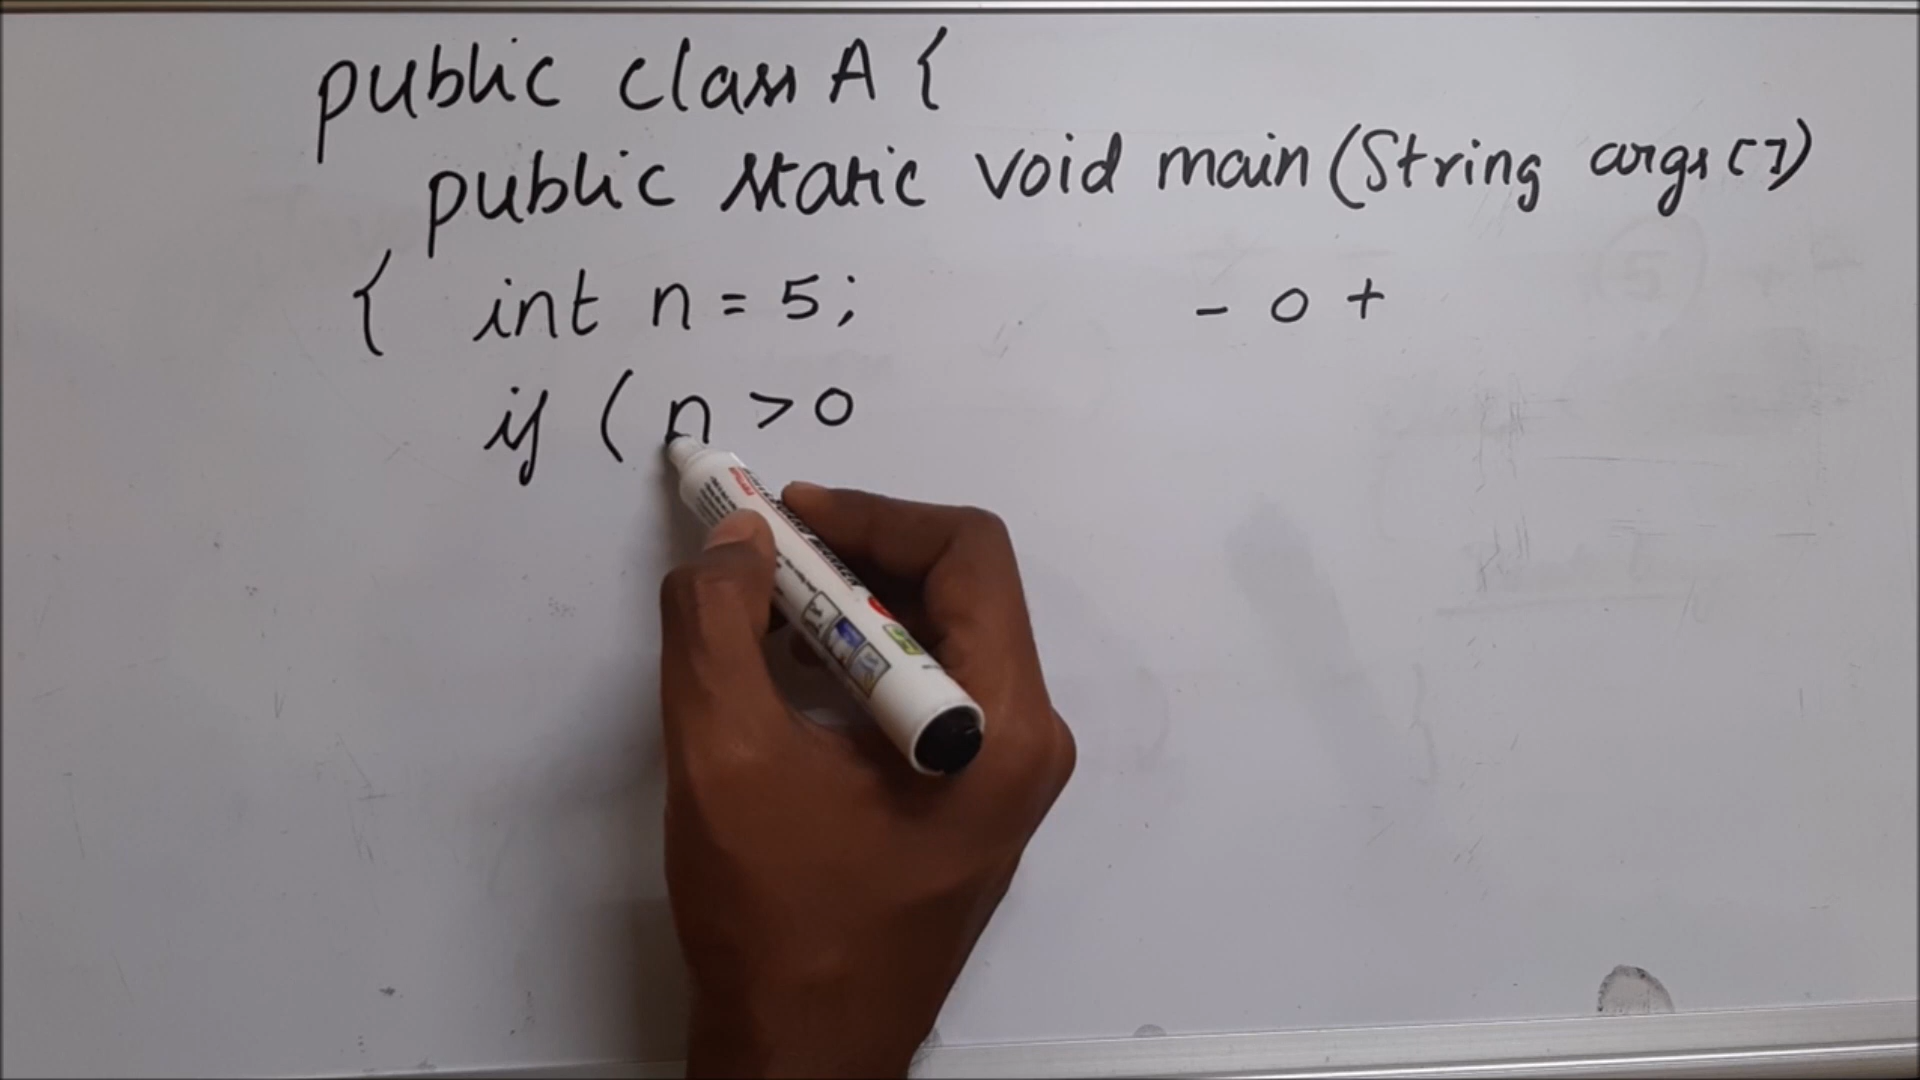 public class A {
public static void main (String args [])
{ int n = 5;
- 0 +
if ( n > 0